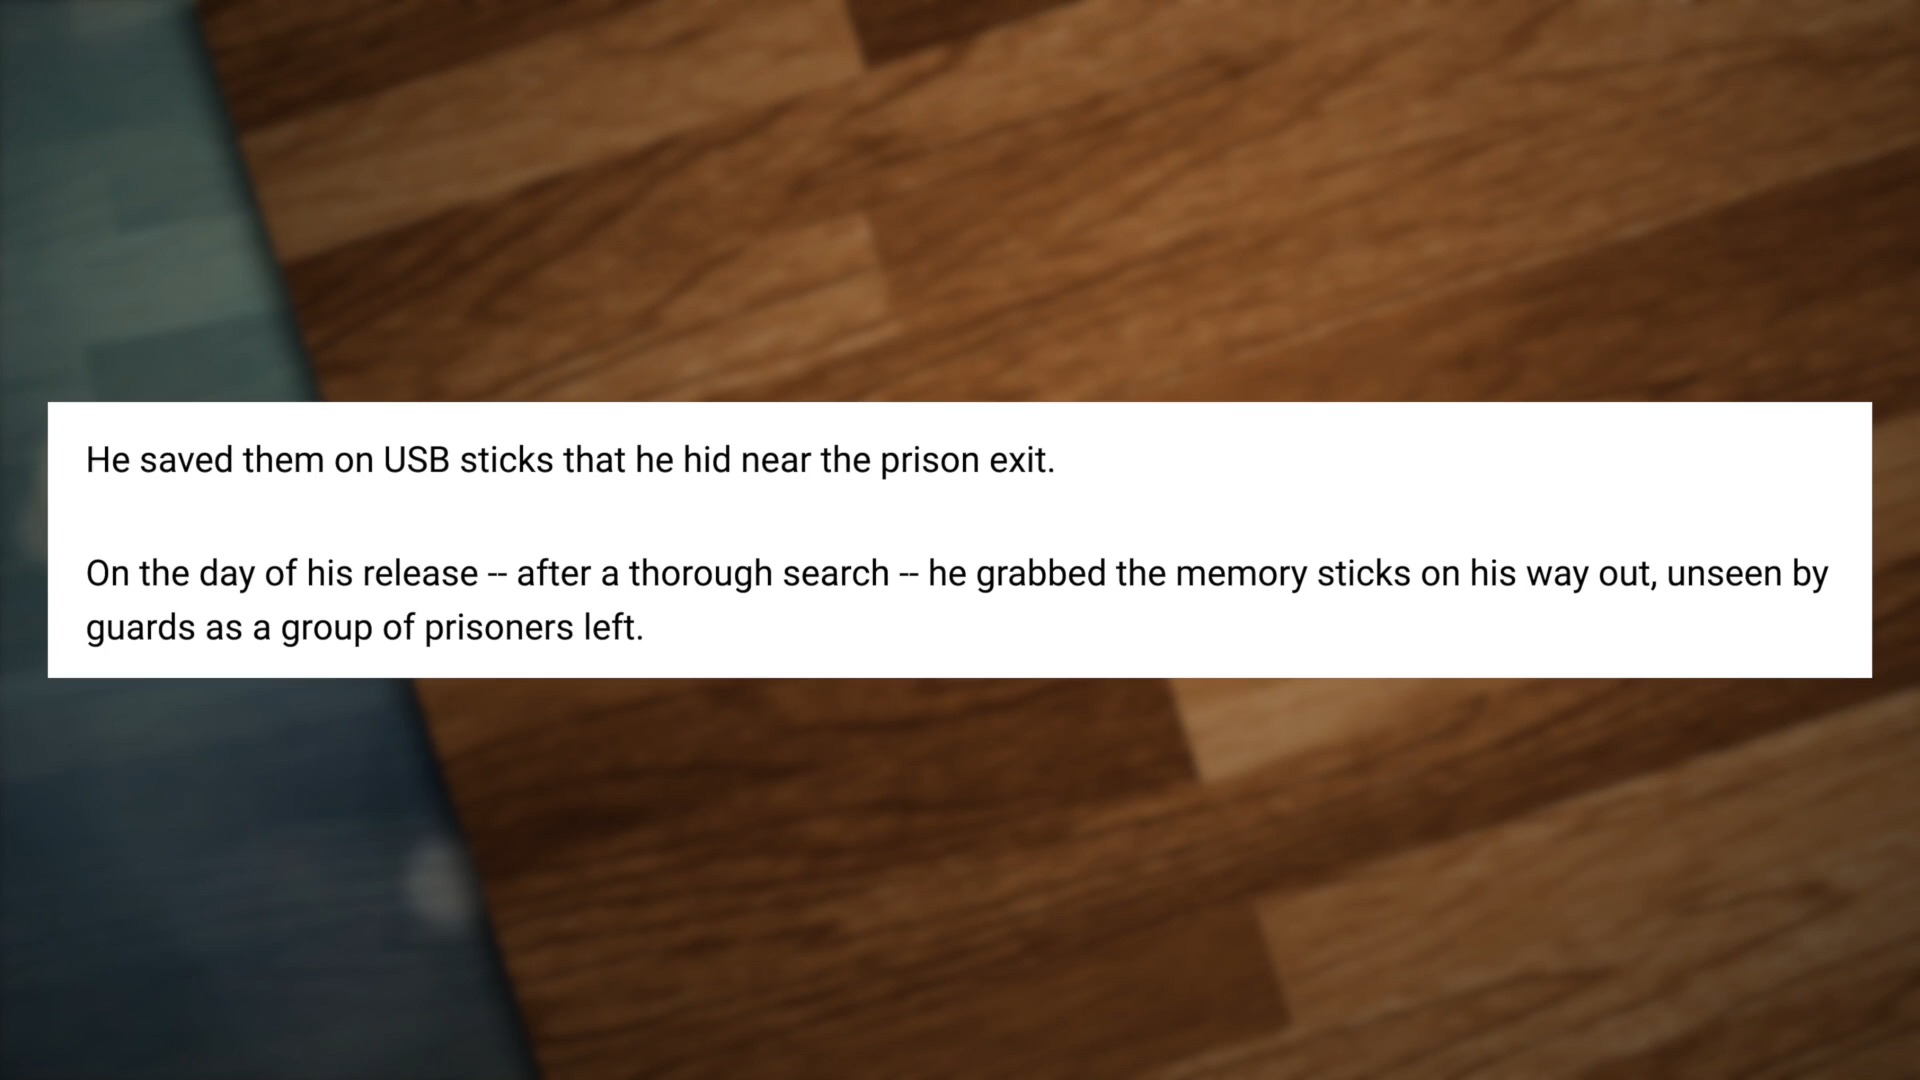 He saved them on USB sticks that he hid near the prison exit.
On the day of his release -- after a thorough search -- he grabbed the memory sticks on his way out, unseen by
guards as a group of prisoners left.